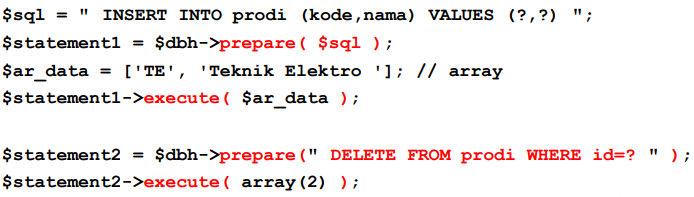 $sql = " INSERT INTO prodi (kode,nama) VALUES (?,?) ";
$statement1 = $dbh->prepare( $sql );
$ar_data = ['TE', 'Teknik Elektro ']; // array
$statement1->execute( $ar_data );
$statement2 = $dbh->prepare(" DELETE FROM prodi WHERE id=? " );
$statement2->execute( array(2) );